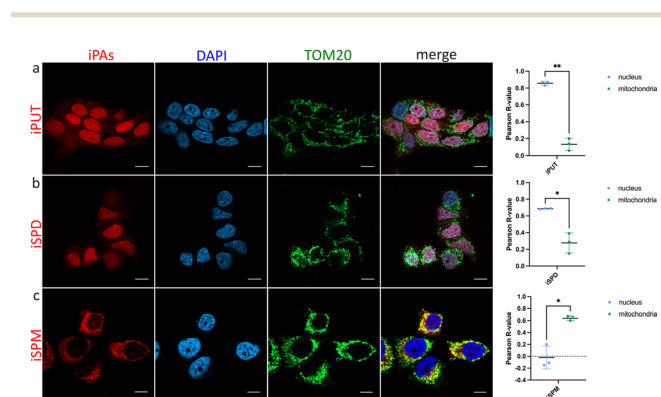 iPAs DAPI TOM20 merge
a
iPUT
**
Pearson R-value
1.0
0.8
0.6
0.4
0.2
0.0
iPUT
nucleus
mitochondria
b
iSPD
*
Pearson R-value
1.0
0.8
0.6
0.4
0.2
0.0
iSPD
nucleus
mitochondria
c
iSPM
*
Pearson R-value
1.0
0.8
0.6
0.4
0.2
0.0
-0.2
-0.4
nucleus
mitochondria